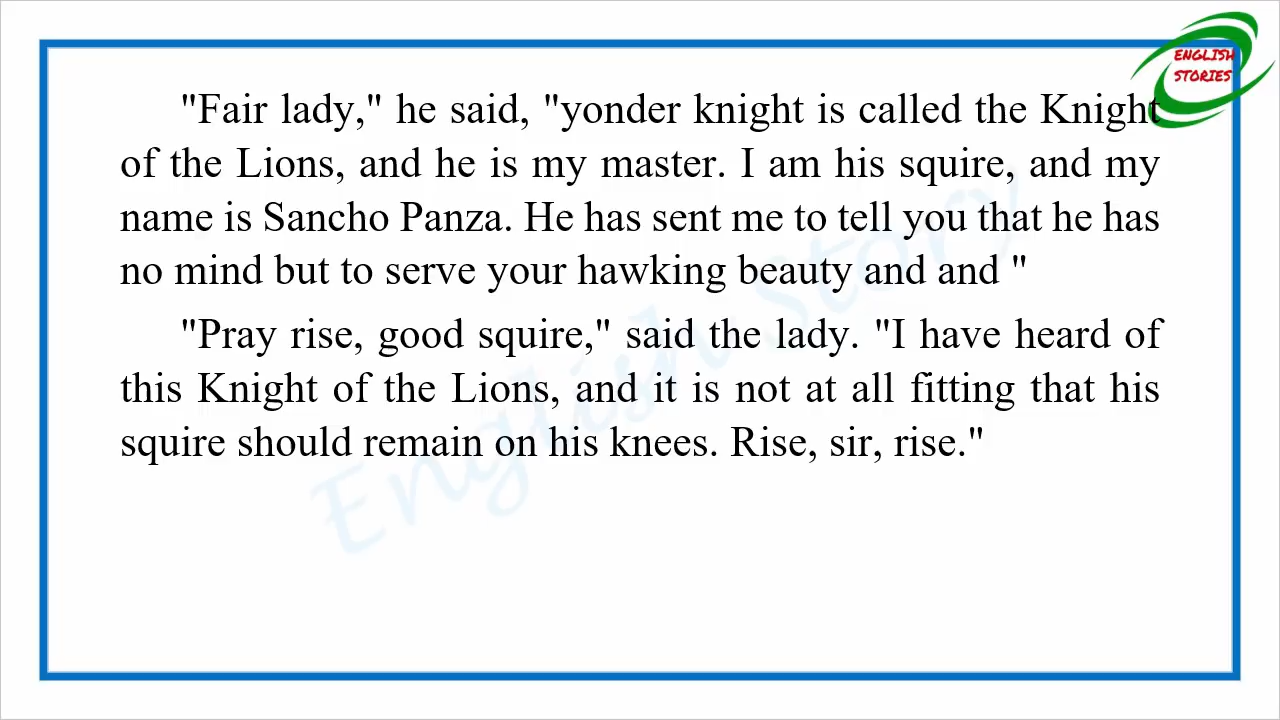 ENGLISH
STORIES
"Fair lady," he said, "yonder knight is called the Knight
of the Lions, and he is my master. I am his squire, and my
name is Sancho Panza. He has sent me to tell you that he has
no mind but to serve your hawking beauty and and "
"Pray rise, good squire," said the lady. "I have heard of
this Knight of the Lions, and it is not at all fitting that his
squire should remain on his knees. Rise, sir, rise."
English Story